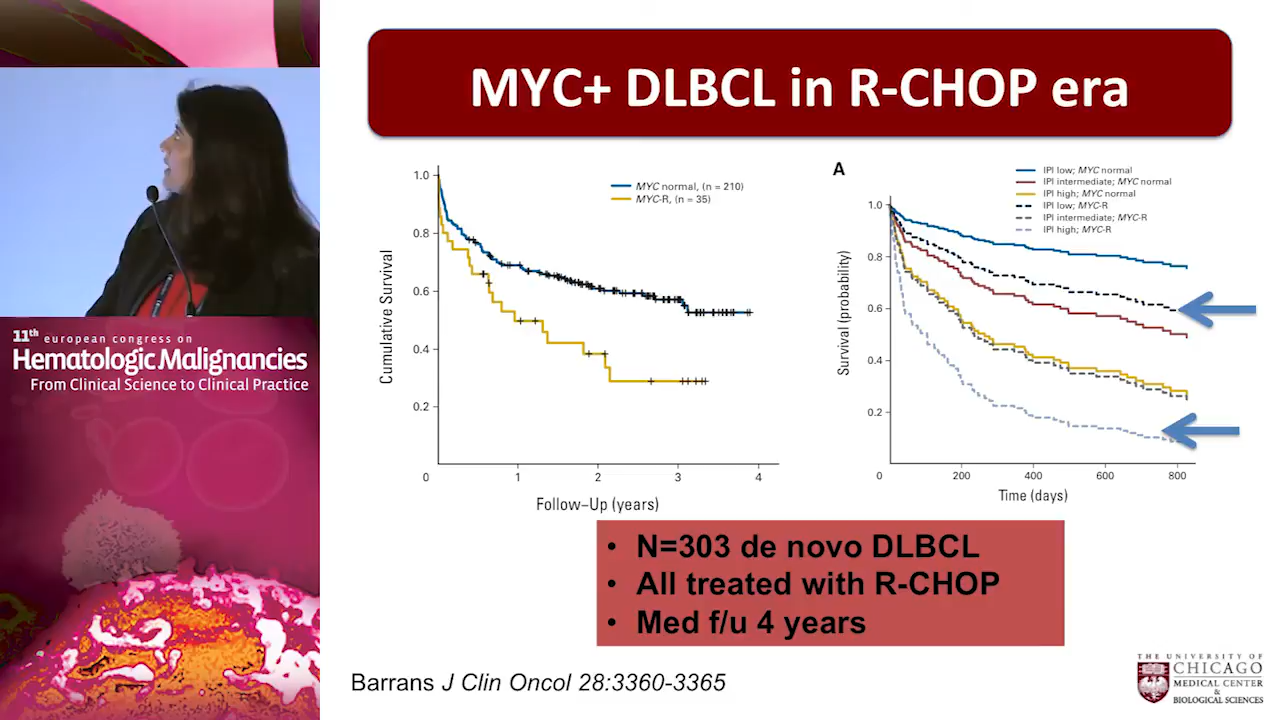 MYC+ DLBCL in R-CHOP era
11th european congress on
Hematologic Malignancies
From Clinical Science to Clinical Practice
Cumulative Survival
1.0
0.8
0.6
0.4
0.2
0
1
2
3
4
Follow–Up (years)
MYC normal, (n = 210)
MYC-R, (n = 35)
A
IPI low; MYC normal
IPI intermediate; MYC normal
IPI high; MYC normal
IPI low; MYC-R
IPI intermediate; MYC-R
IPI high; MYC-R
Survival (probability)
1.0
0.8
0.6
0.4
0.2
0
200
400
600
800
Time (days)
• N=303 de novo DLBCL
• All treated with R-CHOP
• Med f/u 4 years
Barrans J Clin Oncol 28:3360-3365
THE UNIVERSITY OF
CHICAGO
MEDICAL CENTER
&
BIOLOGICAL SCIENCES